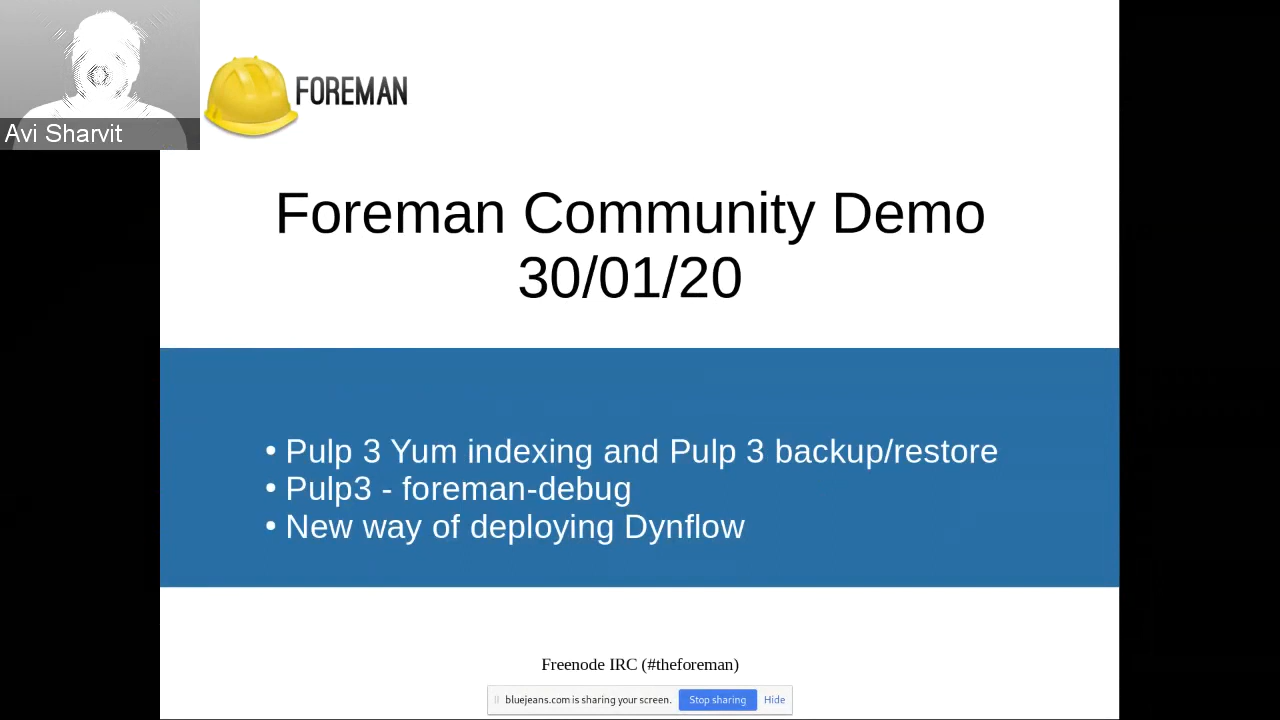 Avi Sharvit
FOREMAN
Foreman Community Demo
30/01/20
• Pulp 3 Yum indexing and Pulp 3 backup/restore
• Pulp3 - foreman-debug
• New way of deploying Dynflow
Freenode IRC (#theforeman)
bluejeans.com is sharing your screen. Stop sharing Hide